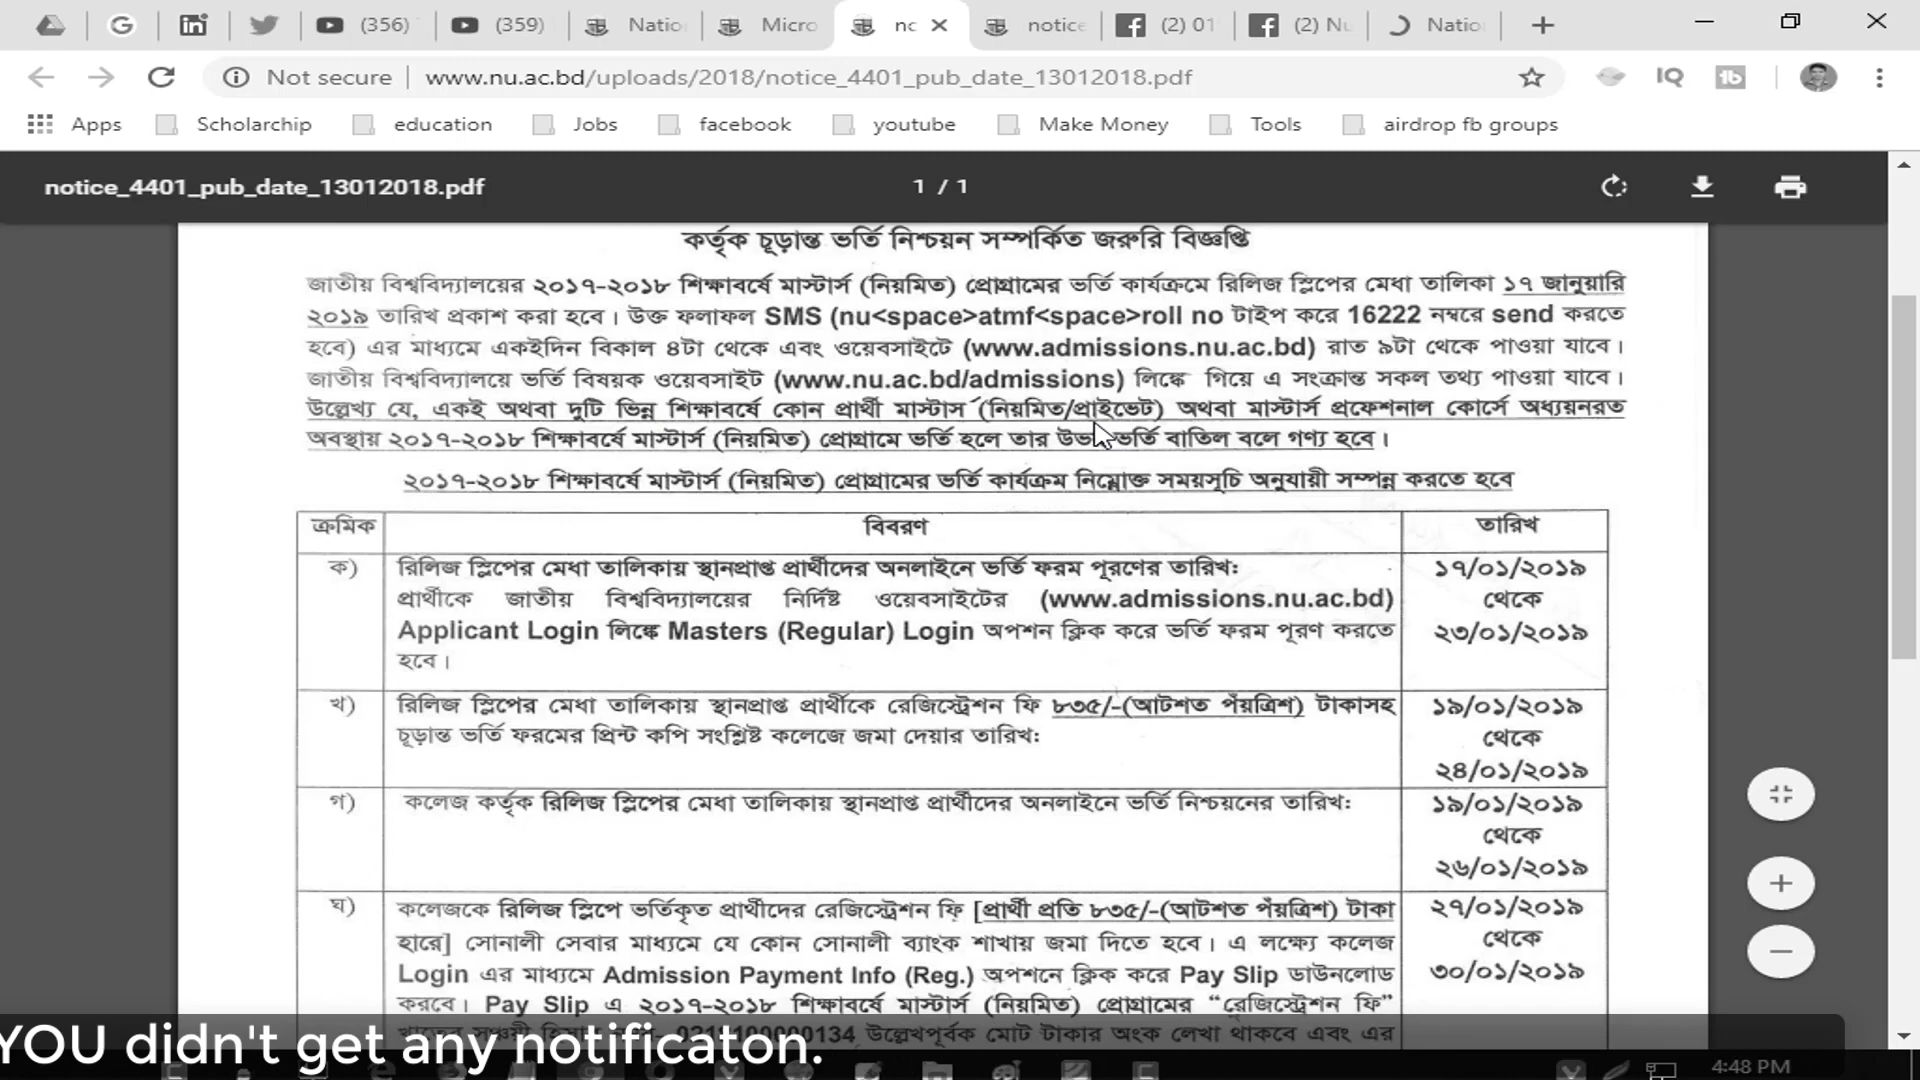 (356)
(359)
Natio
Micro
nc
notice
(2) 01
(2) Nu
Natio
Not secure
www.nu.ac.bd/uploads/2018/notice_4401_pub_date_13012018.pdf
IQ
Apps
Scholarchip
education
Jobs
facebook
youtube
Make Money
Tools
airdrop fb groups
notice_4401_pub_date_13012018.pdf
1 / 1
কর্তৃক চূড়ান্ত ভর্তি নিশ্চয়ন সম্পর্কিত জরুরি বিজ্ঞপ্তি
জাতীয় বিশ্ববিদ্যালয়ের ২০১৭-২০১৮ শিক্ষাবর্ষে মাস্টার্স (নিয়মিত) প্রোগ্রামের ভর্তি কার্যক্রমে রিলিজ স্লিপের মেধা তালিকা ১৭ জানুয়ারি
২০১৯ তারিখ প্রকাশ করা হবে। উক্ত ফলাফল SMS (nu<space>atmf<space>roll no টাইপ করে 16222 নম্বরে send করতে
হবে) এর মাধ্যমে একইদিন বিকাল ৪টা থেকে এবং ওয়েবসাইটে (www.admissions.nu.ac.bd) রাত ৯টা থেকে পাওয়া যাবে।
জাতীয় বিশ্ববিদ্যালয়ে ভর্তি বিষয়ক ওয়েবসাইট (www.nu.ac.bd/admissions) লিঙ্কে গিয়ে এ সংক্রান্ত সকল তথ্য পাওয়া যাবে।
উল্লেখ্য যে, একই অথবা দুটি ভিন্ন শিক্ষাবর্ষে কোন প্রার্থী মাস্টার্স (নিয়মিত/প্রাইভেট) অথবা মাস্টার্স প্রফেশনাল কোর্সে অধ্যয়নরত
অবস্থায় ২০১৭-২০১৮ শিক্ষাবর্ষে মাস্টার্স (নিয়মিত) প্রোগ্রামে ভর্তি হলে তার ভর্তি বাতিল বলে গণ্য হবে।
২০১৭-২০১৮ শিক্ষাবর্ষে মাস্টার্স (নিয়মিত) প্রোগ্রামের ভর্তি কার্যক্রম নিম্নোক্ত সময়সূচি অনুযায়ী সম্পন্ন করতে হবে
ক্রমিক
বিবরণ
তারিখ
ক)
রিলিজ স্লিপের মেধা তালিকায় স্থানপ্রাপ্ত প্রার্থীদের অনলাইনে ভর্তি ফরম পূরণের তারিখ:
প্রার্থীকে জাতীয় বিশ্ববিদ্যালয়ের নির্দিষ্ট ওয়েবসাইটের (www.admissions.nu.ac.bd)
Applicant Login লিঙ্কে Masters (Regular) Login অপশন ক্লিক করে ভর্তি ফরম পূরণ করতে
হবে।
১৭/০১/২০১৯
থেকে
২৩/০১/২০১৯
খ)
রিলিজ স্লিপের মেধা তালিকায় স্থানপ্রাপ্ত প্রার্থীকে রেজিস্ট্রেশন ফি ৮৩৫/-(আটশত পঁয়ত্রিশ) টাকাসহ
চূড়ান্ত ভর্তি ফরমের প্রিন্ট কপি সংশ্লিষ্ট কলেজে জমা দেয়ার তারিখ:
১৯/০১/২০১৯
থেকে
২৪/০১/২০১৯
গ)
কলেজ কর্তৃক রিলিজ স্লিপের মেধা তালিকায় স্থানপ্রাপ্ত প্রার্থীদের অনলাইনে ভর্তি নিশ্চয়নের তারিখ:
১৯/০১/২০১৯
থেকে
২৬/০১/২০১৯
ঘ)
কলেজকে রিলিজ স্লিপে ভর্তিকৃত প্রার্থীদের রেজিস্ট্রেশন ফি [প্রার্থী প্রতি ৮৩৫/-(আটশত পঁয়ত্রিশ) টাকা
হারে] সোনালী সেবার মাধ্যমে যে কোন সোনালী ব্যাংক শাখায় জমা দিতে হবে। এ লক্ষ্যে কলেজ
Login এর মাধ্যমে Admission Payment Info (Reg.) অপশনে ক্লিক করে Pay Slip ডাউনলোড
করবে। Pay Slip এ ২০১৭-২০১৮ শিক্ষাবর্ষে মাস্টার্স (নিয়মিত) প্রোগ্রামের “রেজিস্ট্রেশন ফি”
উল্লেখপূর্বক মোট টাকার অংক লেখা থাকবে এবং এর
২৭/০১/২০১৯
থেকে
৩০/০১/২০১৯
YOU didn't get any notificaton.
4:48 PM